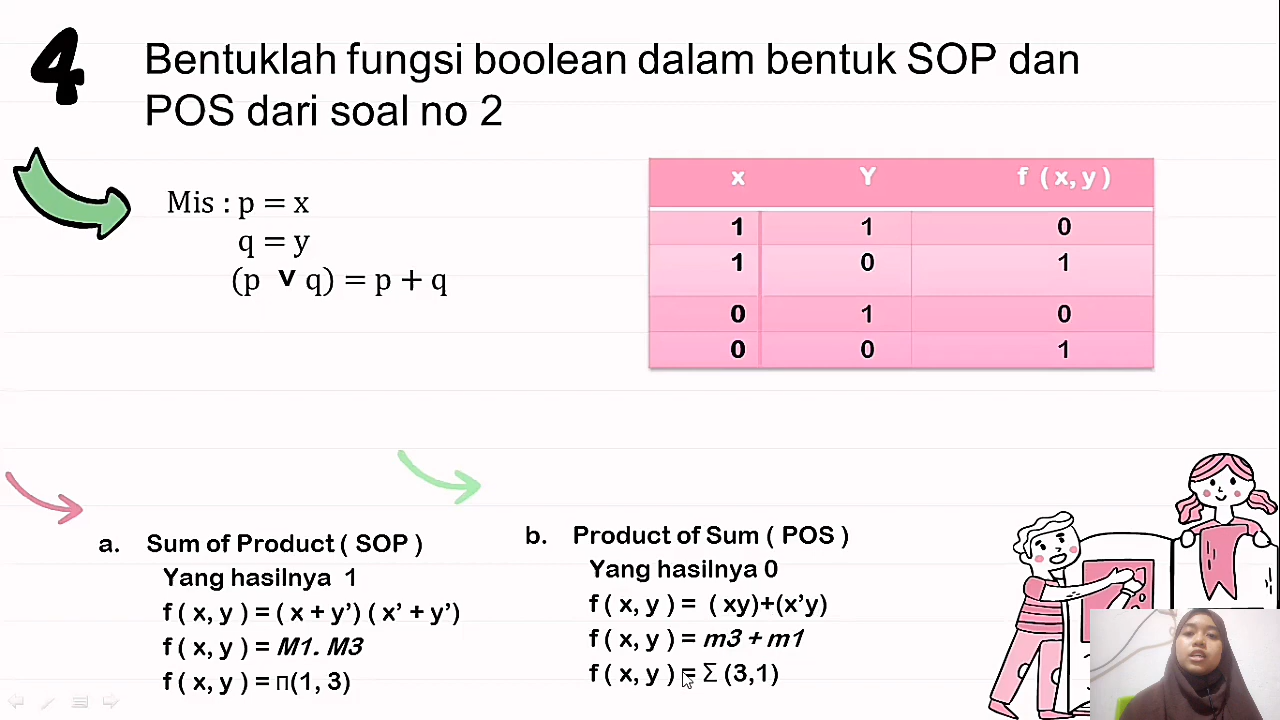 4
Bentuklah fungsi boolean dalam bentuk SOP dan
POS dari soal no 2
Mis : p = x
q = y
(p ∨ q) = p + q
x Y f ( x, y )
1 1 0
1 0 1
0 1 0
0 0 1
a. Sum of Product ( SOP )
Yang hasilnya 1
f ( x, y ) = ( x + y’) ( x’ + y’)
f ( x, y ) = M1. M3
f ( x, y ) = π(1, 3)
b. Product of Sum ( POS )
Yang hasilnya 0
f ( x, y ) = ( xy)+(x’y)
f ( x, y ) = m3 + m1
f ( x, y ) = Σ (3,1)